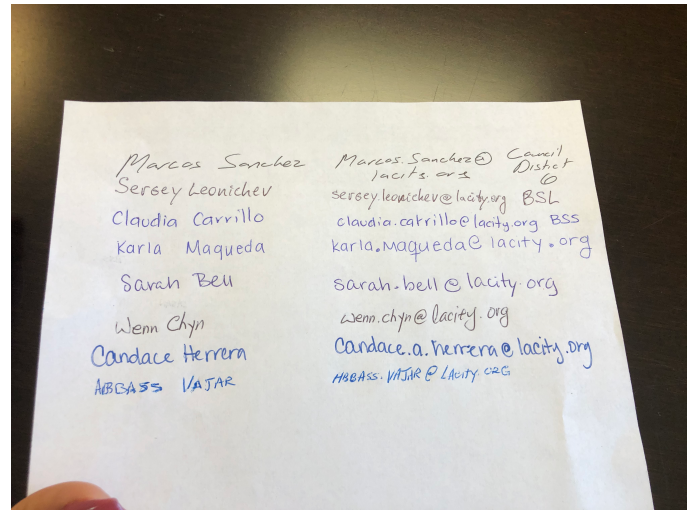 Marcos Sanchez Marcos.Sanchez@ Council
lacity.org District
6
Sergey Leonichev sergey.leonichev@lacity.org BSL
Claudia Carrillo claudia.carrillo@lacity.org BSS
Karla Maqueda karla.maqueda@lacity.org
Sarah Bell sarah.bell@lacity.org
Wenn Chyn wenn.chyn@lacity.org
Candace Herrera Candace.a.herrera@lacity.org
ABBASS VAJAR ABBASS.VAJAR@LACITY.ORG